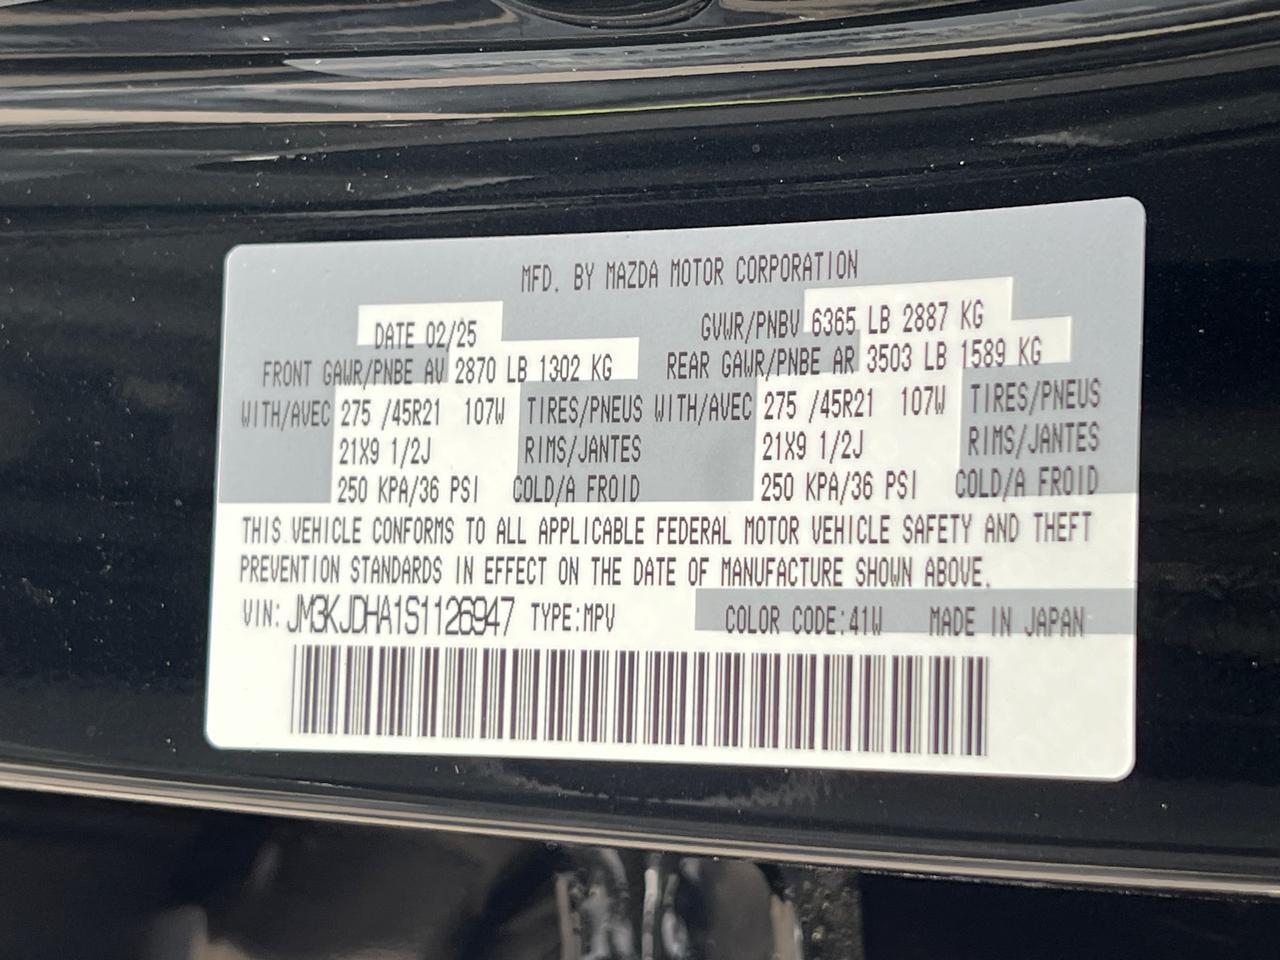 MFD. BY MAZDA MOTOR CORPORATION
DATE 02/25 GVWR/PNBV 6365 LB 2887 KG
FRONT GAWR/PNBE AV 2870 LB 1302 KG REAR GAWR/PNBE AR 3503 LB 1589 KG
WITH/AVEC 275 /45R21 107W TIRES/PNEUS WITH/AVEC 275 /45R21 107W TIRES/PNEUS
21X9 1/2J RIMS/JANTES 21X9 1/2J RIMS/JANTES
250 KPA/36 PSI COLD/A FROID 250 KPA/36 PSI COLD/A FROID
THIS VEHICLE CONFORMS TO ALL APPLICABLE FEDERAL MOTOR VEHICLE SAFETY AND THEFT
PREVENTION STANDARDS IN EFFECT ON THE DATE OF MANUFACTURE SHOWN ABOVE.
VIN: JM3KJDHA1S1126947 TYPE:MPV COLOR CODE:41W MADE IN JAPAN